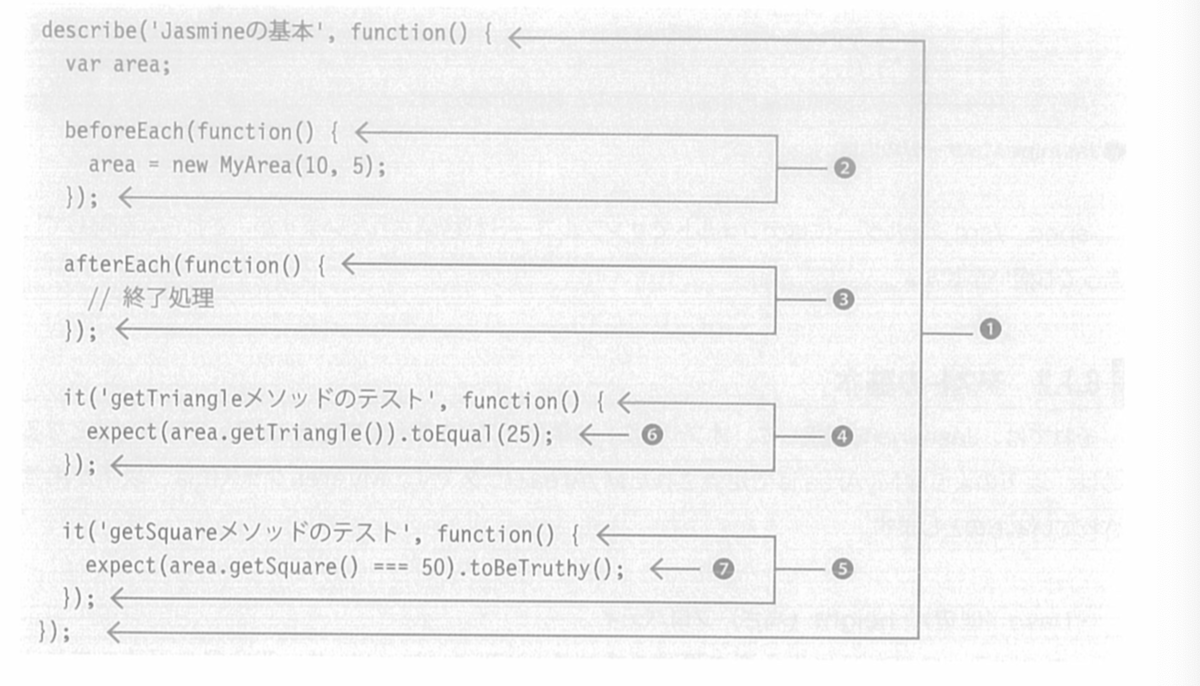 describe('Jasmineの基本', function() {
var area;
beforeEach(function() {
area = new MyArea(10, 5);
❷
});
afterEach(function() {
// 終了処理
❸
});
❶
it('getTriangleメソッドのテスト', function() {
expect(area.getTriangle()).toEqual(25); ❻
❹
});
it('getSquareメソッドのテスト', function() {
expect(area.getSquare() === 50).toBeTruthy(); ❼
❺
});
});